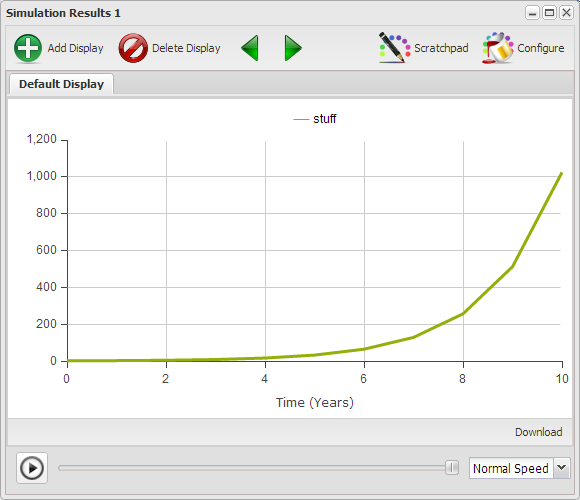 Simulation Results 1
Add Display Delete Display Scratchpad Configure
Default Display
stuff
1,200
1,000
800
600
400
200
0
0 2 4 6 8 10
Time (Years)
Download
Normal Speed